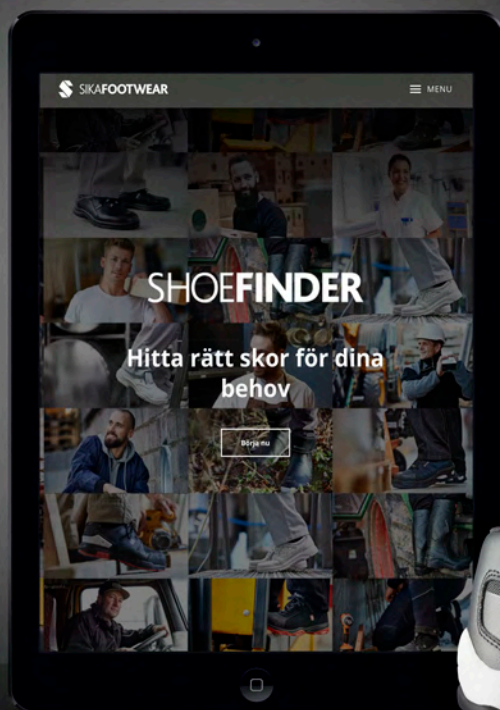 SIKAFOOTWEAR
MENU
SHOEFINDER
Hitta rätt skor för dina
behov
Börja nu